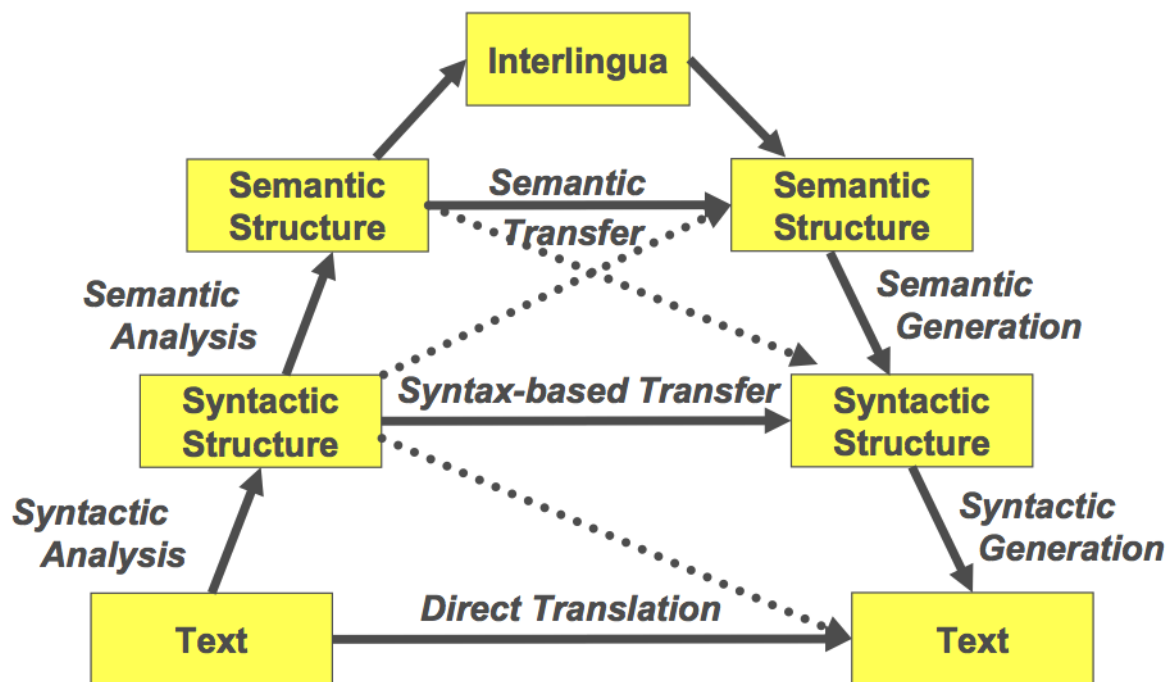 Interlingua
Semantic
Structure
Semantic
Transfer
Semantic
Structure
Semantic
Analysis
Semantic
Generation
Syntactic
Structure
Syntax-based Transfer
Syntactic
Structure
Syntactic
Analysis
Syntactic
Generation
Text
Direct Translation
Text